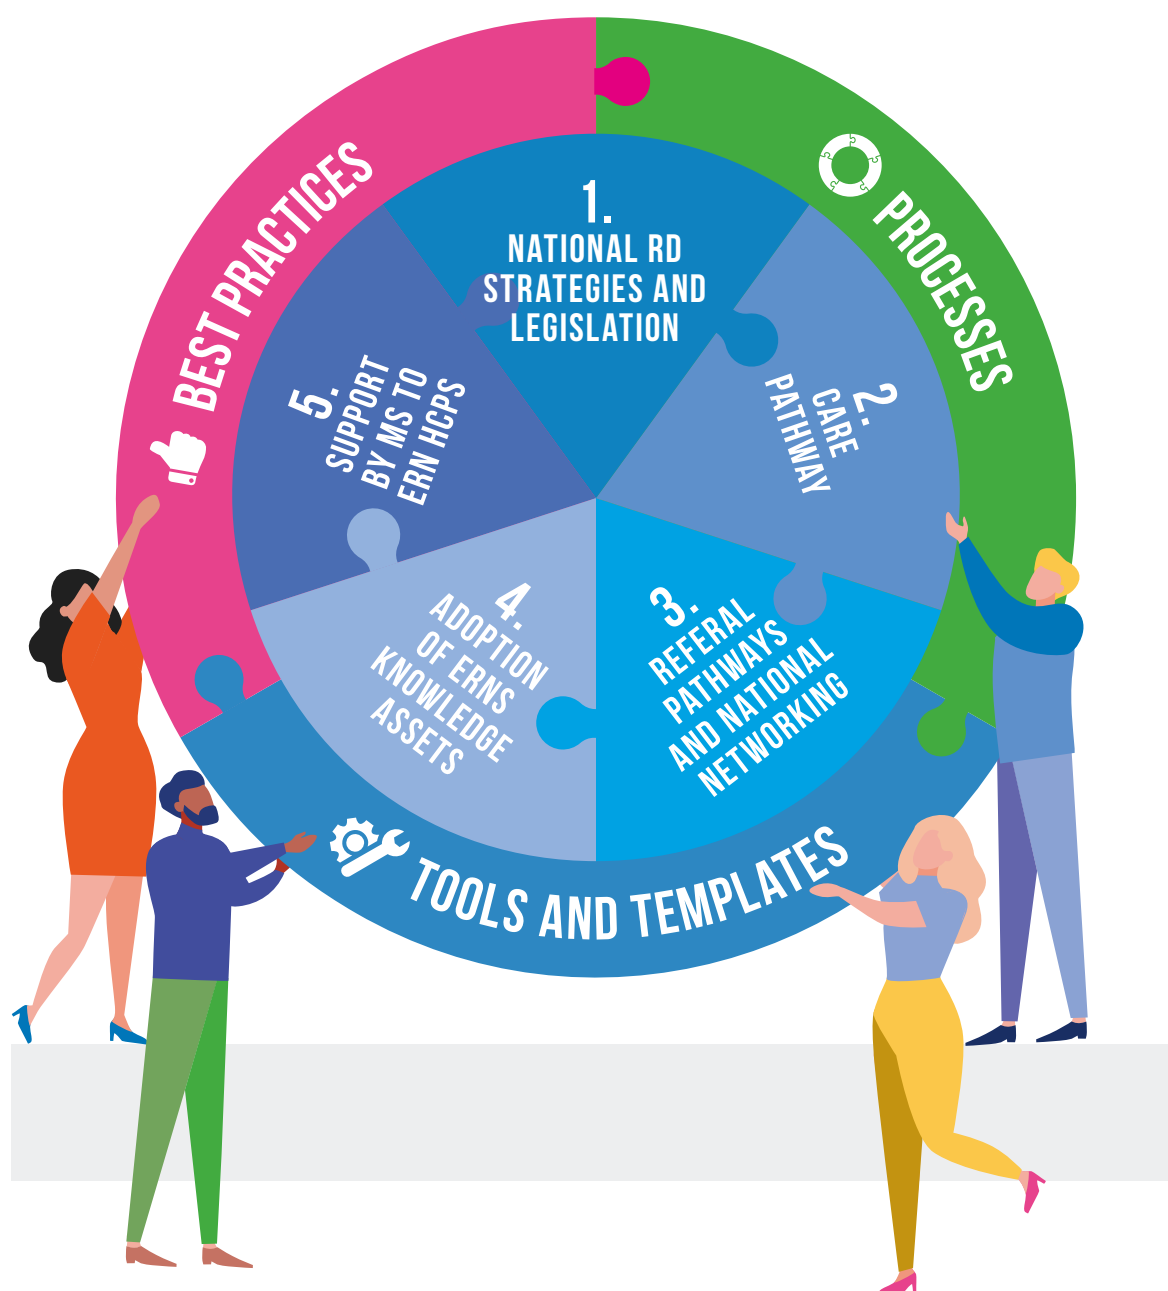 BEST PRACTICES
PROCESSES
1.
NATIONAL RD
STRATEGIES AND
LEGISLATION
2.
CARE
PATHWAY
3.
REFERAL
PATHWAYS
AND NATIONAL
NETWORKING
4.
ADOPTION
OF ERNS
KNOWLEDGE
ASSETS
5.
SUPPORT
BY MS TO
ERN HCPS
TOOLS AND TEMPLATES